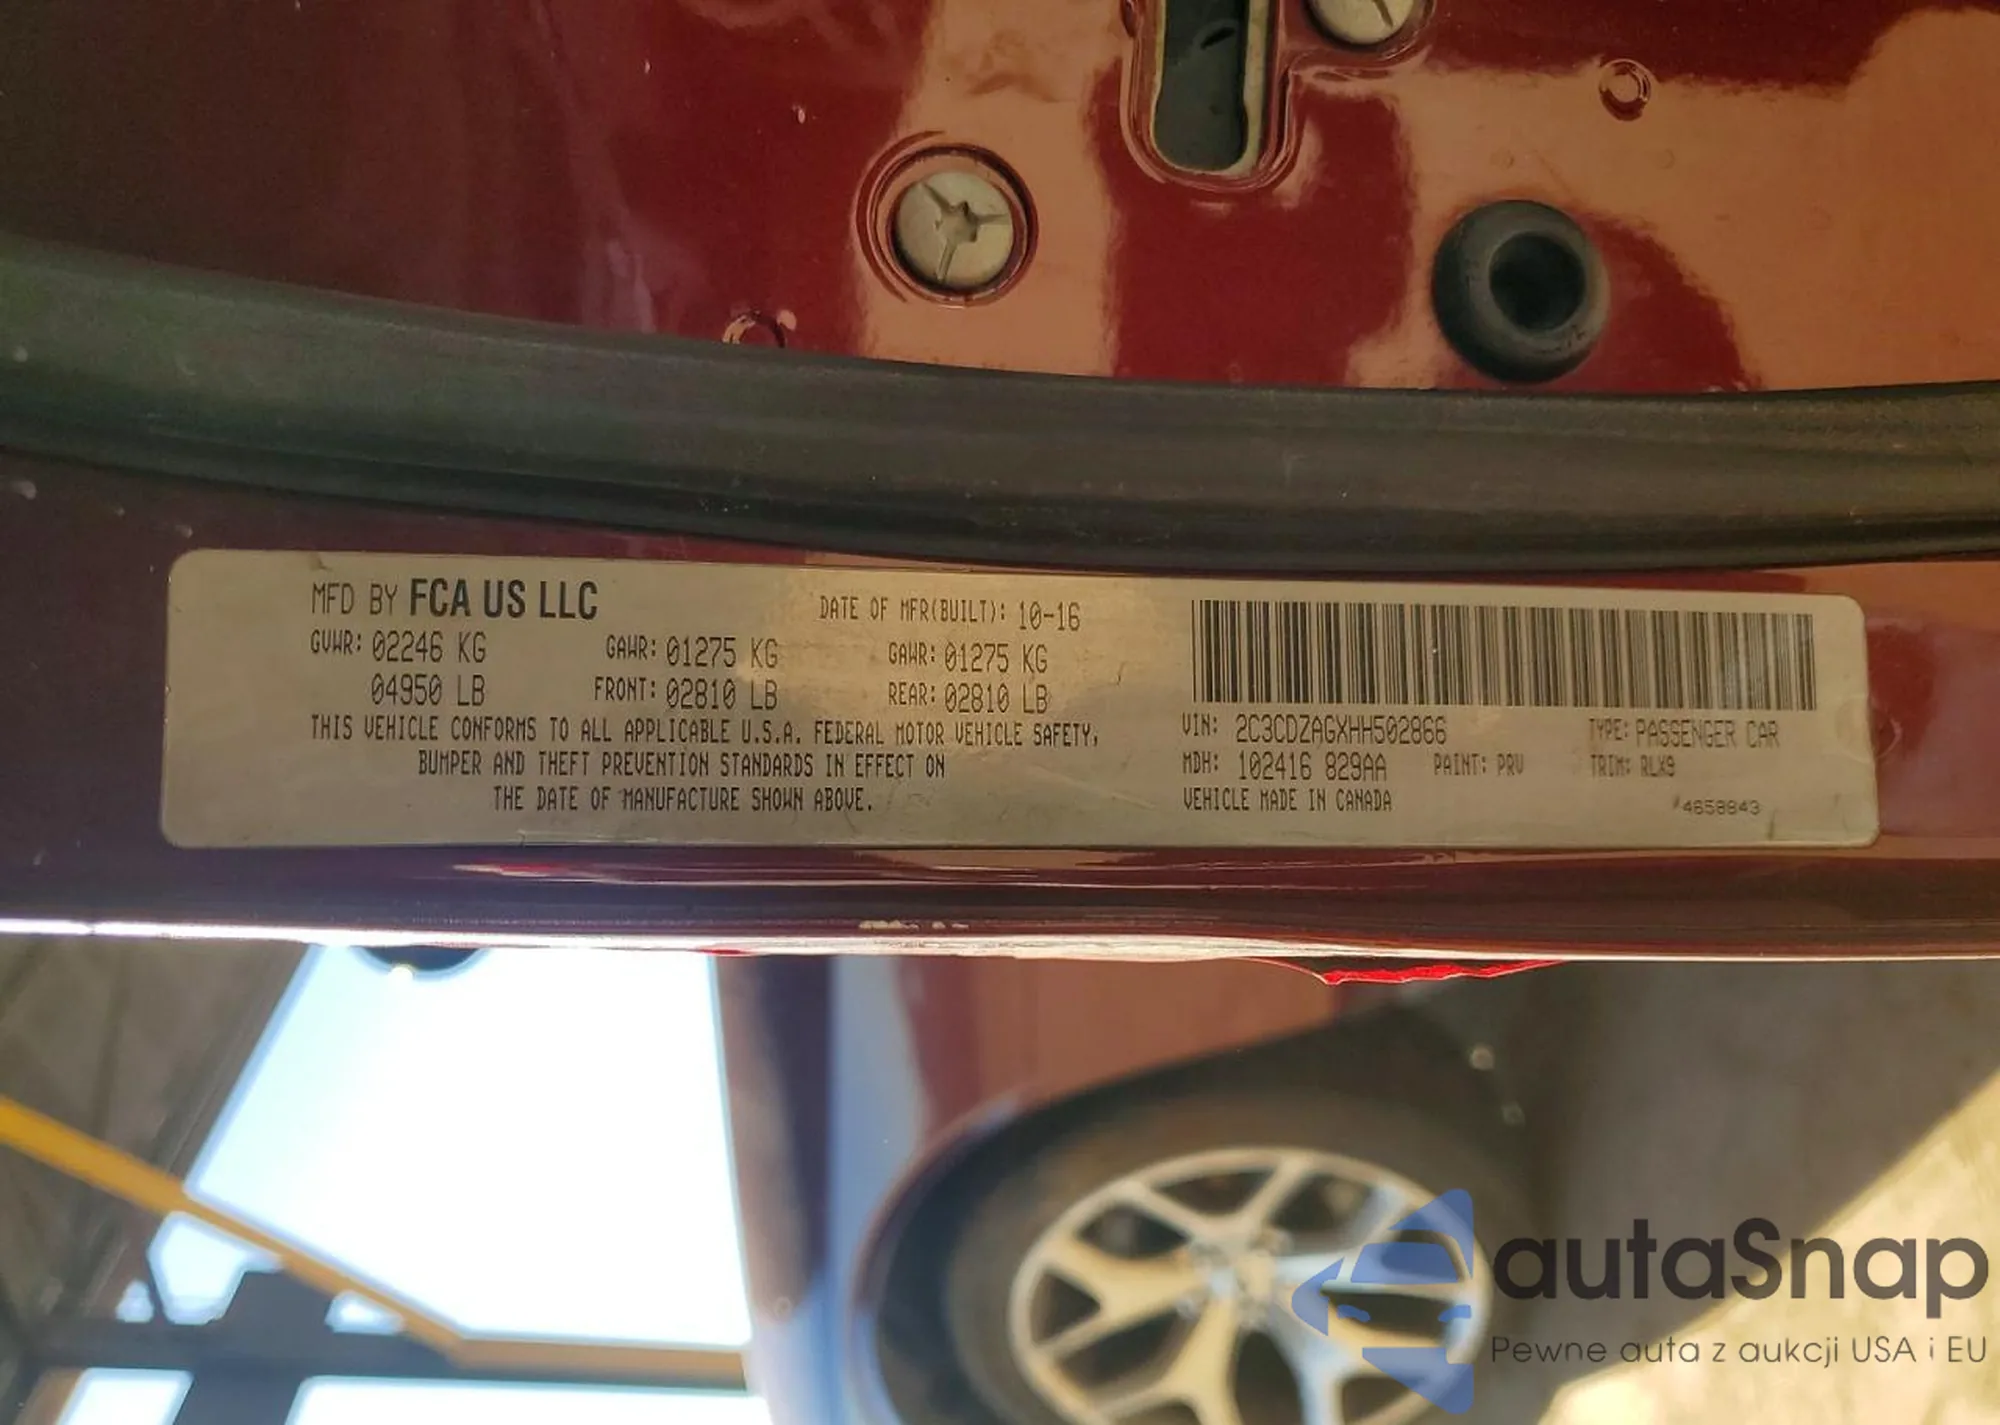 MFD BY FCA US LLC
DATE OF MFR(BUILT): 10-16
GVWR: 02246 KG GAWR: 01275 KG GAWR: 01275 KG
04950 LB FRONT: 02810 LB REAR: 02810 LB
THIS VEHICLE CONFORMS TO ALL APPLICABLE U.S.A. FEDERAL MOTOR VEHICLE SAFETY,
BUMPER AND THEFT PREVENTION STANDARDS IN EFFECT ON
THE DATE OF MANUFACTURE SHOWN ABOVE.
VIN: 2C3CDZAGXHH502866 TYPE: PASSENGER CAR
MDH: 102416 829AA PAINT: PRV TRIM: RLX9
VEHICLE MADE IN CANADA
4658843
autaSnap
Pewne auta z aukcji USA i EU